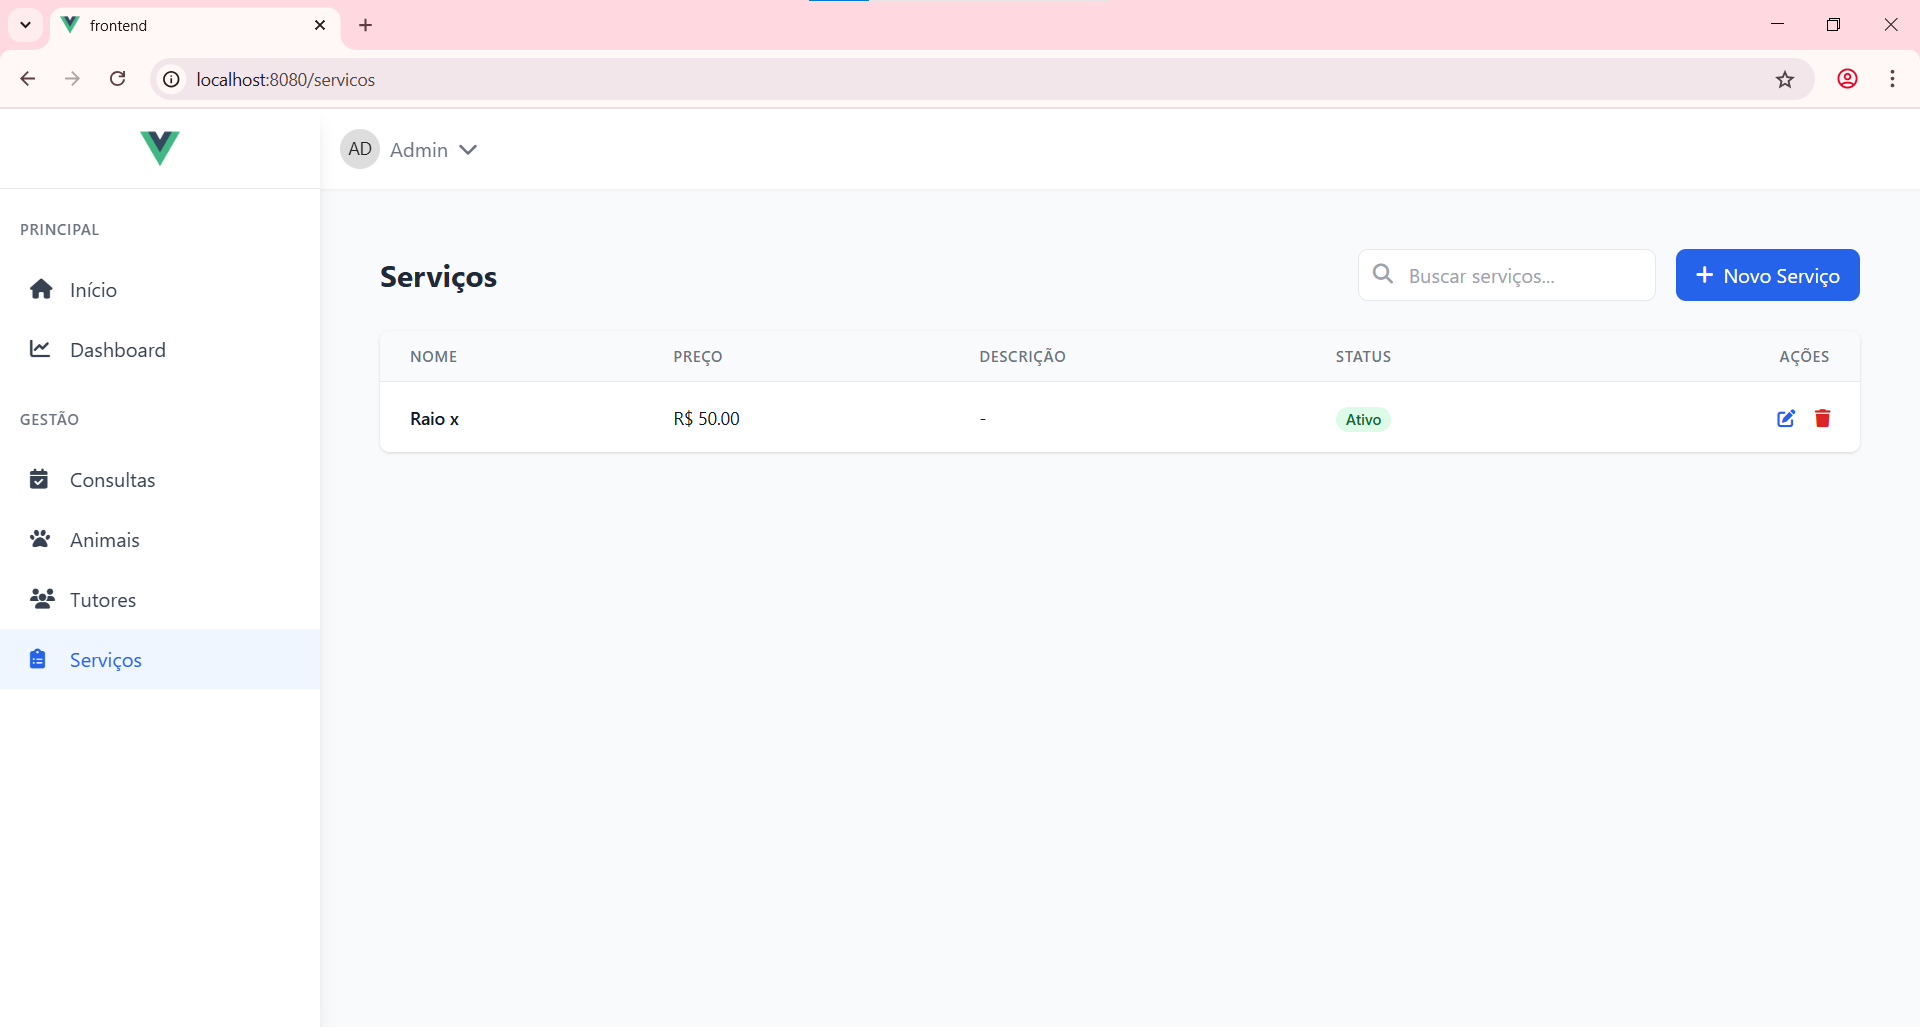 frontend
localhost:8080/servicos
AD Admin
PRINCIPAL
Início
Dashboard
GESTÃO
Consultas
Animais
Tutores
Serviços
Serviços
Buscar serviços...
Novo Serviço
NOME PREÇO DESCRIÇÃO STATUS AÇÕES
Raio x R$ 50.00 - Ativo